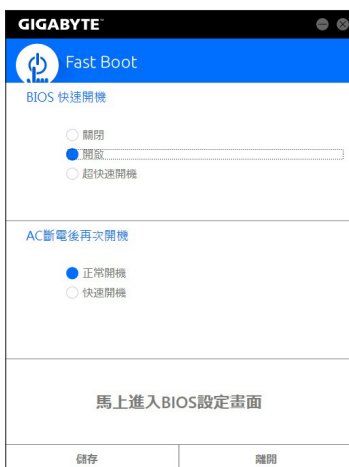 GIGABYTE™
Fast Boot
BIOS 快速開機
關閉
開啟
超快速開機
AC斷電後再次開機
正常開機
快速開機
馬上進入BIOS設定畫面
儲存
離開